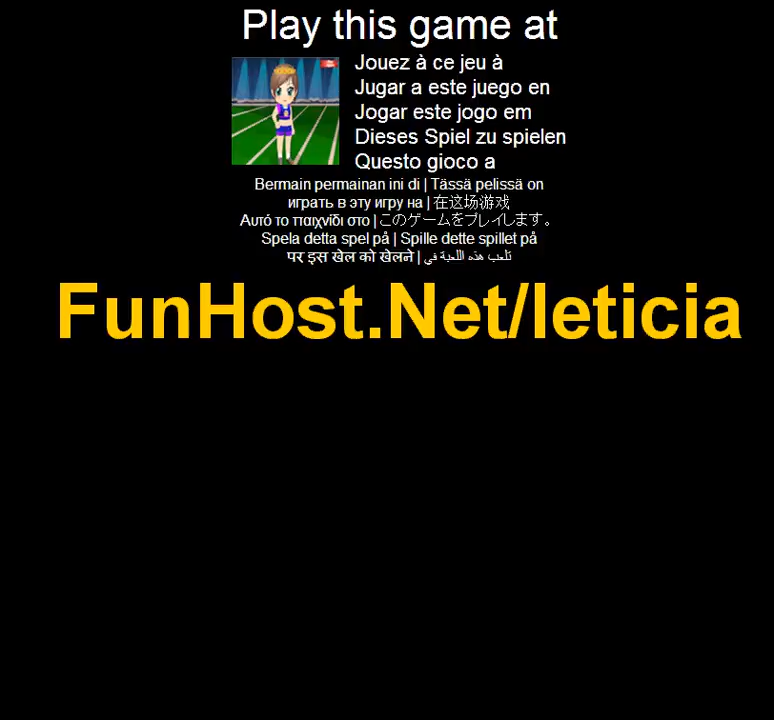 Play this game at
Jouez à ce jeu à
Jugar a este juego en
Jogar este jogo em
Dieses Spiel zu spielen
Questo gioco a
Bermain permainan ini di | Tässä pelissä on
играть в эту игру на | 在这场游戏
Αυτό το παιχνίδι στο | このゲームをプレイします。
Spela detta spel på | Spille dette spillet på
पर इस खेल को खेलने | تلعب هذه اللعبة في
FunHost.Net/leticia